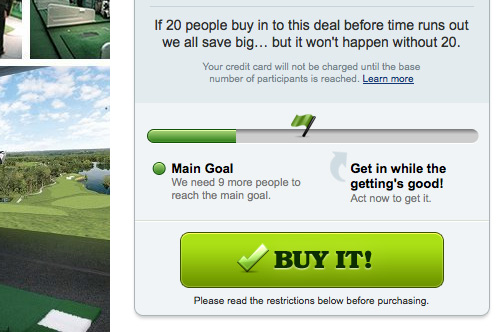 If 20 people buy in to this deal before time runs out
we all save big... but it won't happen without 20.
Your credit card will not be charged until the base
number of participants is reached. Learn more
Main Goal
We need 9 more people to
reach the main goal.
Get in while the
getting's good!
Act now to get it.
BUY IT!
Please read the restrictions below before purchasing.